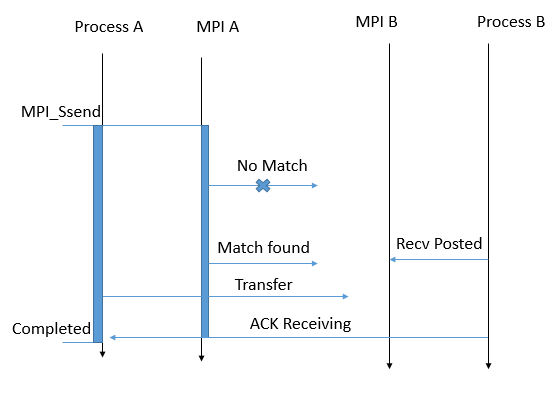 Process A
MPI A
MPI B
Process B
MPI_Ssend
No Match
Match found
Recv Posted
Transfer
Completed
ACK Receiving